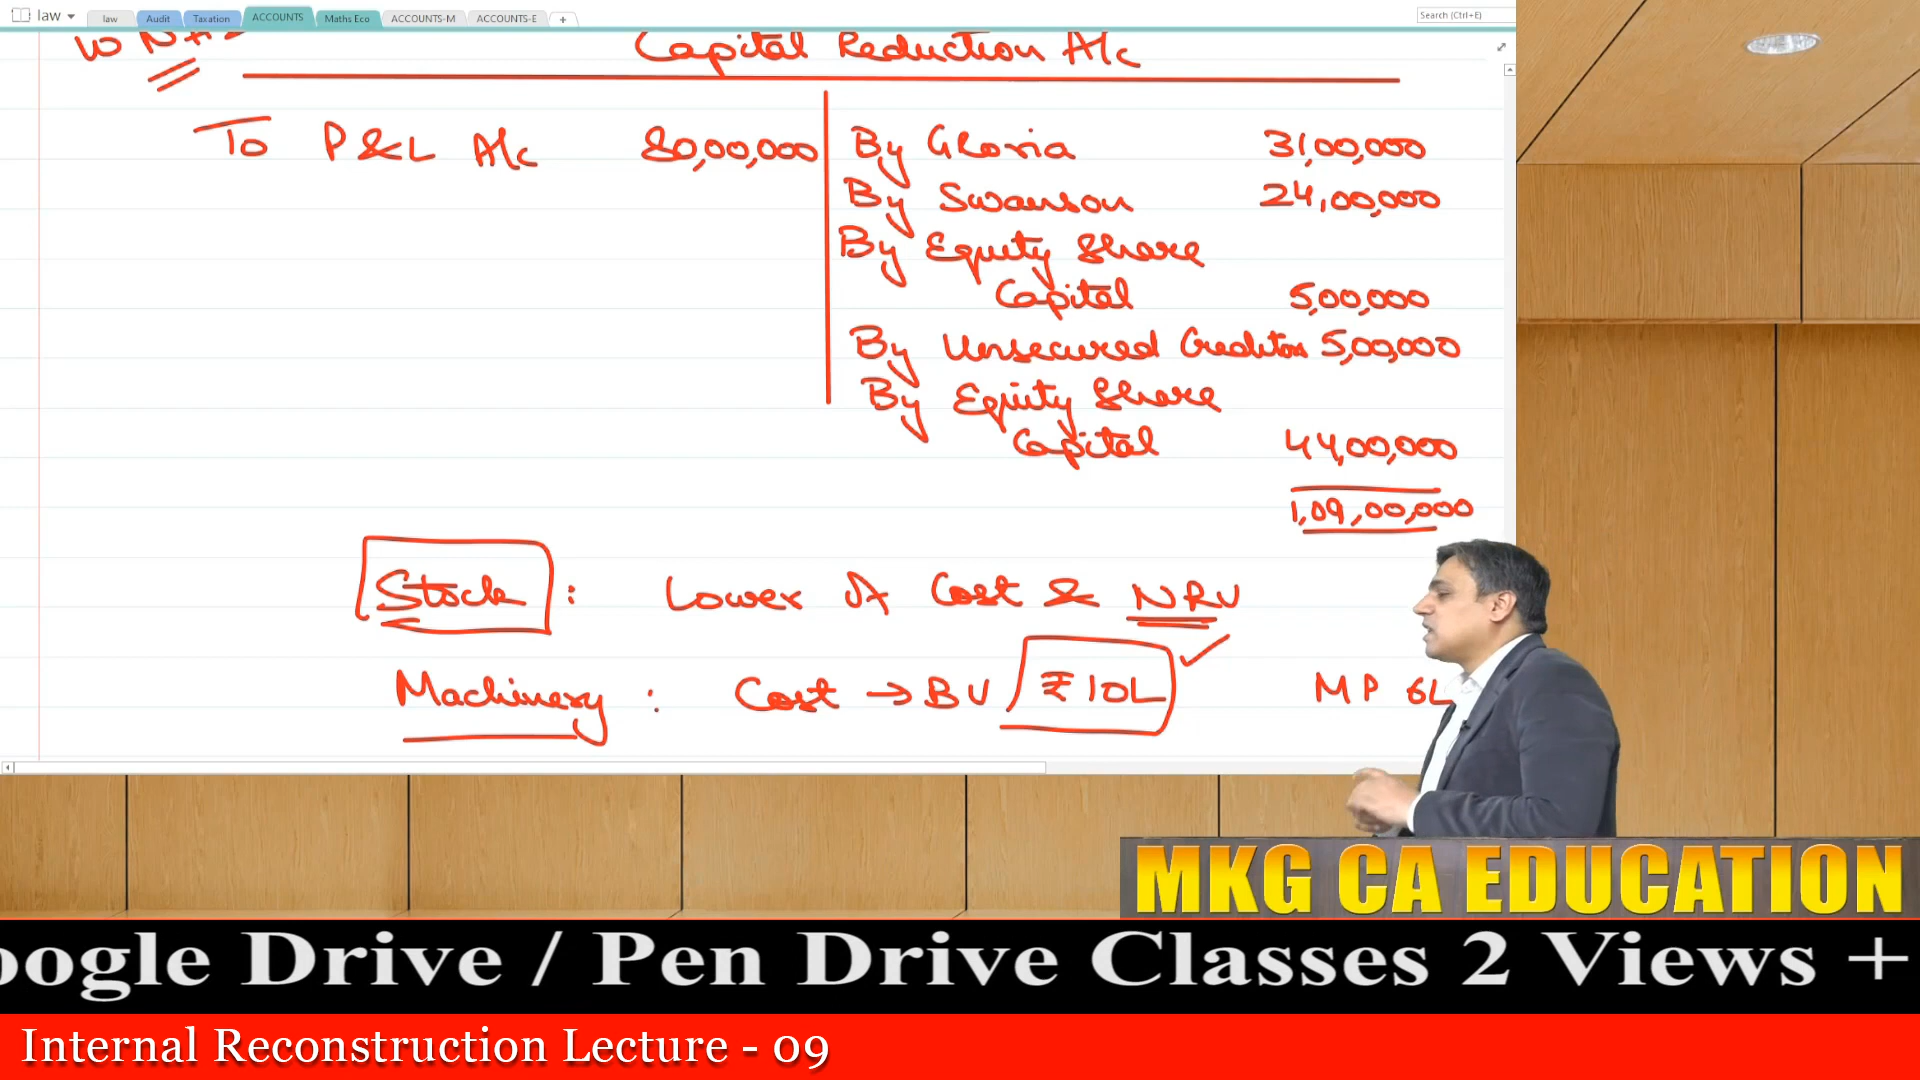 law
law Audit Taxation ACCOUNTS Maths Eco ACCOUNTS-M ACCOUNTS-E +
Search (Ctrl+E)
Capital Reduction A/c
To P&L A/c 80,00,000
By Gloria 31,00,000
By Swanson 24,00,000
By Equity Share
Capital 5,00,000
By Unsecured Creditors 5,00,000
By Equity Share
Capital 44,00,000
1,09,00,000
Stock : Lower of Cost & NRV
Machinery : Cost → BV ₹10L MP 6L
MKG CA EDUCATION
oogle Drive / Pen Drive Classes 2 Views +
Internal Reconstruction Lecture - 09